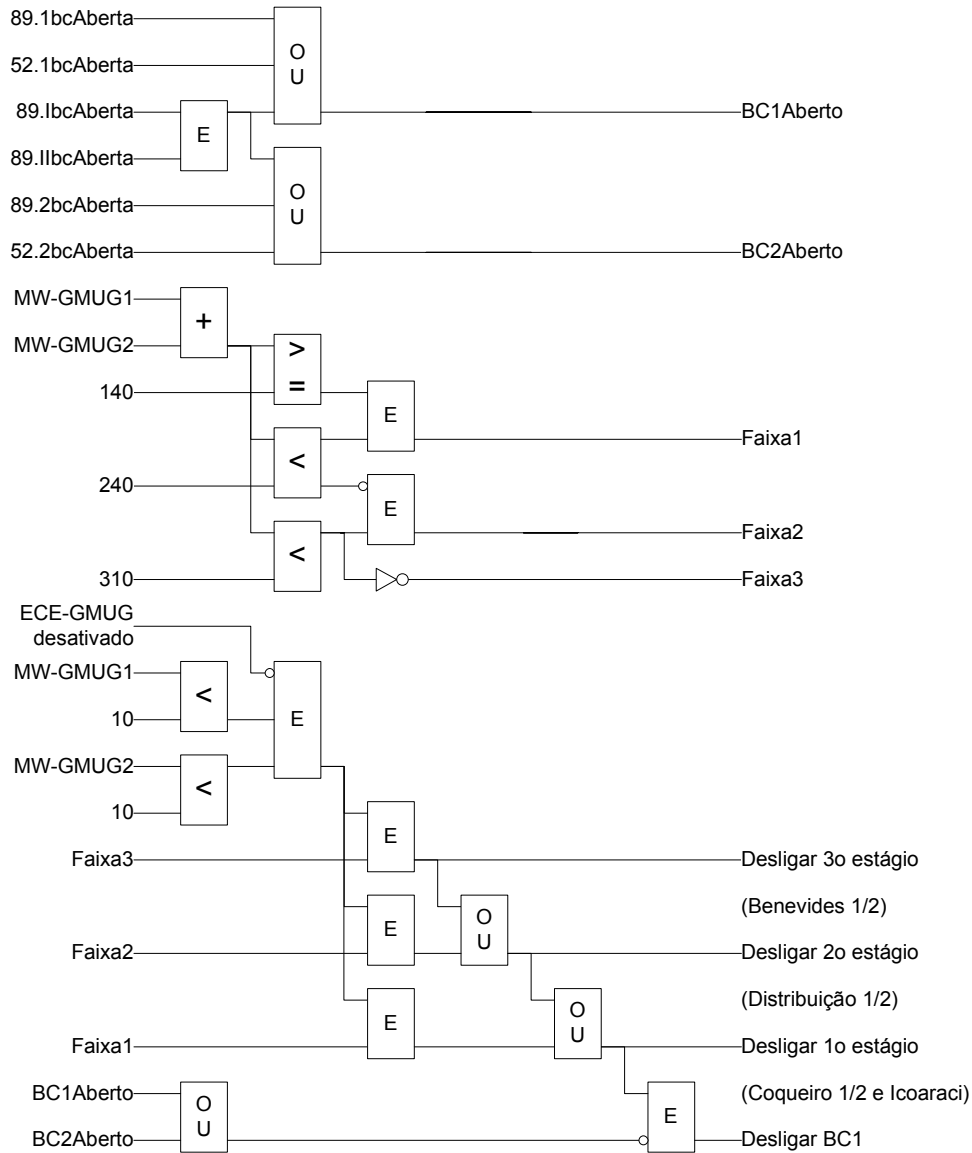 89.1bcAberta
O
U
52.1bcAberta
89.IbcAberta
E
BC1Aberto
89.IIbcAberta
O
U
89.2bcAberta
52.2bcAberta
BC2Aberto
MW-GMUG1
+
MW-GMUG2
>
=
140
E
Faixa1
<
240
E
Faixa2
<
310
Faixa3
ECE-GMUG
desativado
MW-GMUG1
<
10
E
MW-GMUG2
<
10
E
Faixa3
Desligar 3o estágio
(Benevides 1/2)
E
O
U
Faixa2
Desligar 2o estágio
(Distribuição 1/2)
E
O
U
Faixa1
Desligar 1o estágio
(Coqueiro 1/2 e Icoaraci)
BC1Aberto
O
U
E
BC2Aberto
Desligar BC1